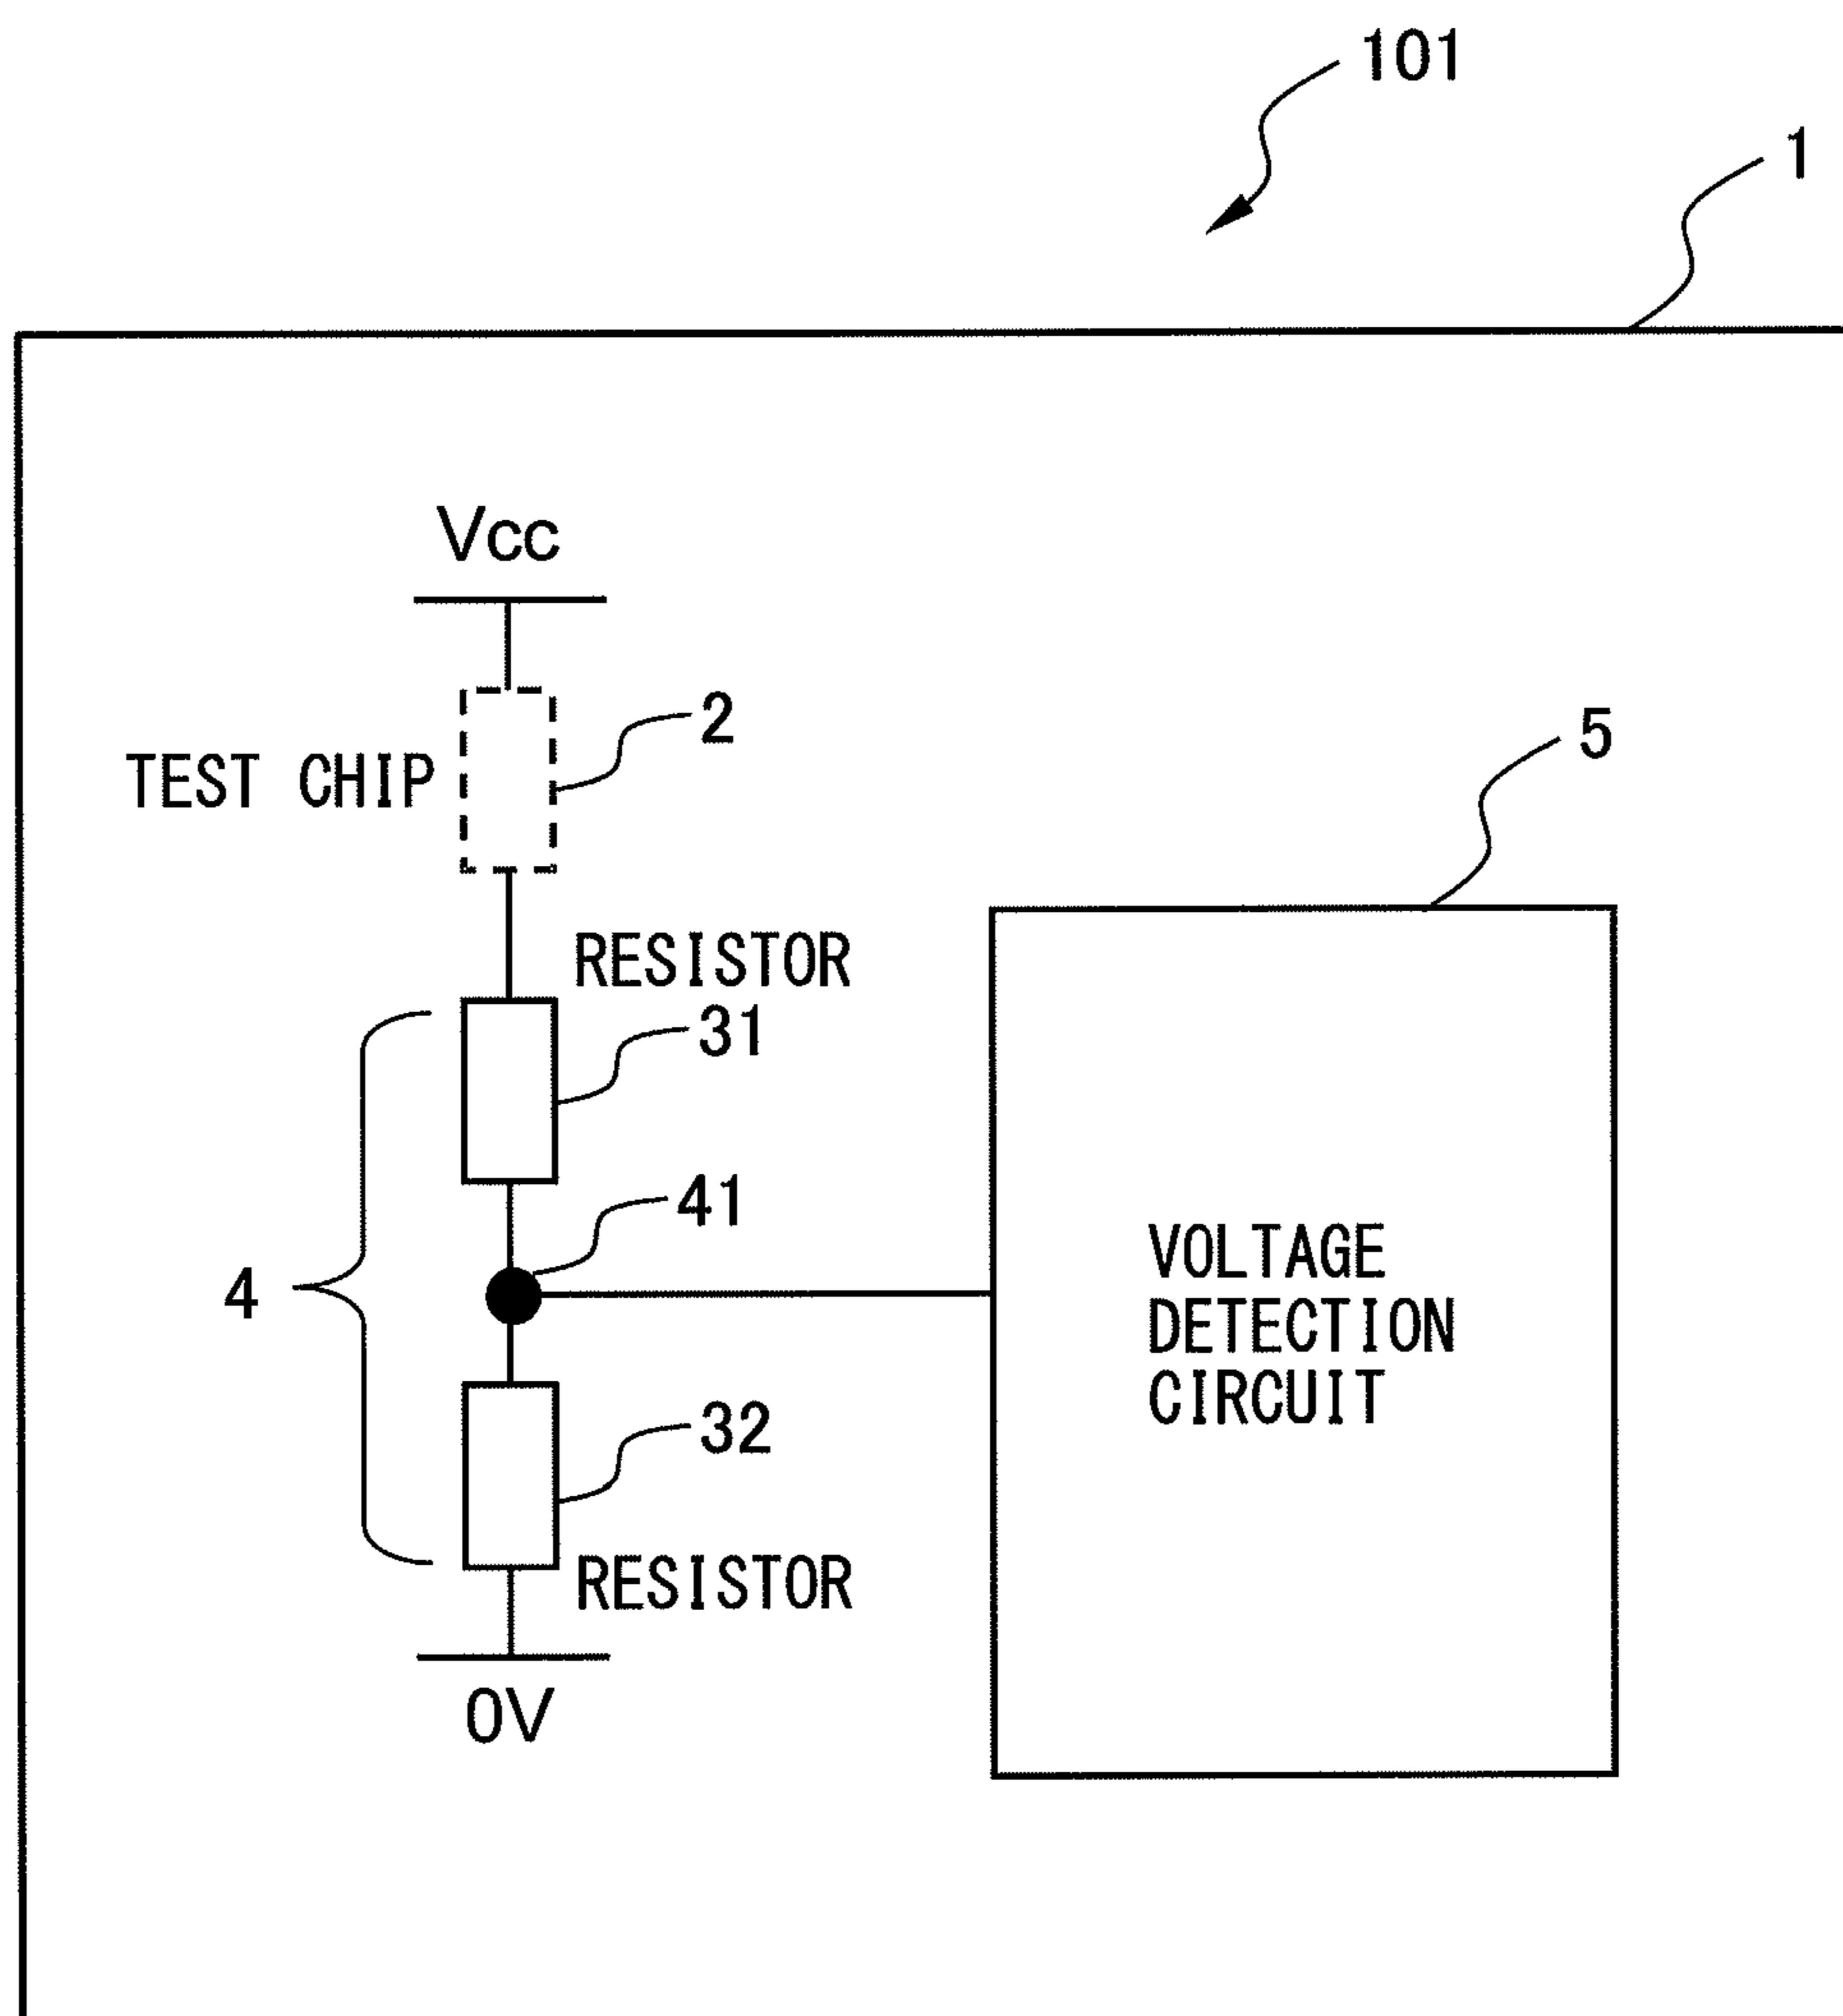 101
1
Vcc
2
TEST CHIP
5
RESISTOR
31
41
4
VOLTAGE
DETECTION
CIRCUIT
32
RESISTOR
0V